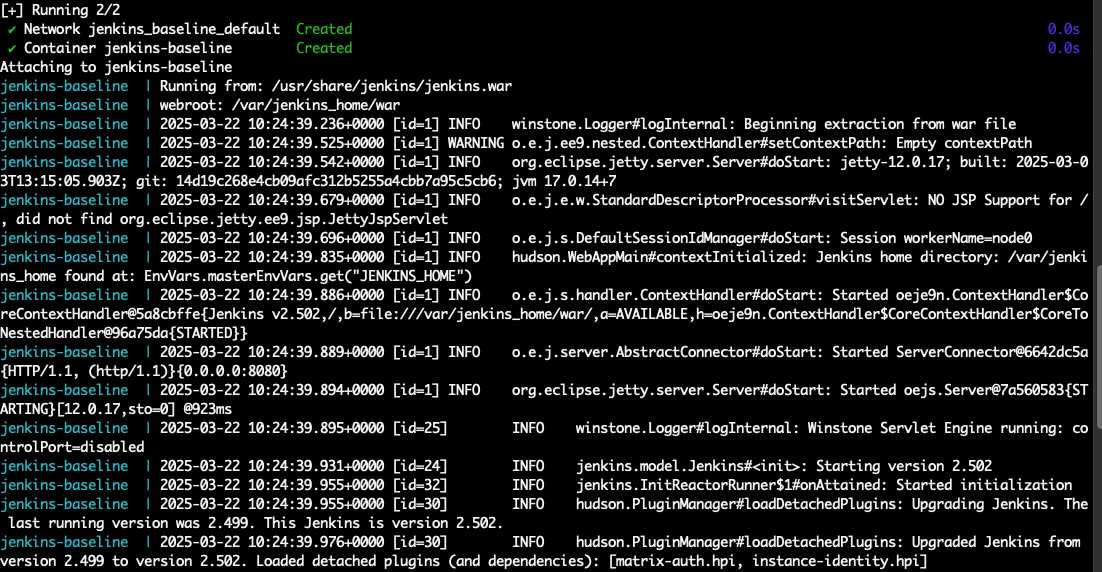 [+] Running 2/2
✔ Network jenkins_baseline_default  Created  0.0s
✔ Container jenkins-baseline  Created  0.0s
Attaching to jenkins-baseline
jenkins-baseline  | Running from: /usr/share/jenkins/jenkins.war
jenkins-baseline  | webroot: /var/jenkins_home/war
jenkins-baseline  | 2025-03-22 10:24:39.236+0000 [id=1] INFO    winstone.Logger#logInternal: Beginning extraction from war file
jenkins-baseline  | 2025-03-22 10:24:39.525+0000 [id=1] WARNING o.e.j.ee9.nested.ContextHandler#setContextPath: Empty contextPath
jenkins-baseline  | 2025-03-22 10:24:39.542+0000 [id=1] INFO    org.eclipse.jetty.server.Server#doStart: jetty-12.0.17; built: 2025-03-0
3T13:15:05.903Z; git: 14d19c268e4cb09afc312b5255a4cbb7a95c5cb6; jvm 17.0.14+7
jenkins-baseline  | 2025-03-22 10:24:39.679+0000 [id=1] INFO    o.e.j.e.w.StandardDescriptorProcessor#visitServlet: NO JSP Support for /
, did not find org.eclipse.jetty.ee9.jsp.JettyJspServlet
jenkins-baseline  | 2025-03-22 10:24:39.696+0000 [id=1] INFO    o.e.j.s.DefaultSessionIdManager#doStart: Session workerName=node0
jenkins-baseline  | 2025-03-22 10:24:39.835+0000 [id=1] INFO    hudson.WebAppMain#contextInitialized: Jenkins home directory: /var/jenki
ns_home found at: EnvVars.masterEnvVars.get("JENKINS_HOME")
jenkins-baseline  | 2025-03-22 10:24:39.886+0000 [id=1] INFO    o.e.j.s.handler.ContextHandler#doStart: Started oeje9n.ContextHandler$Co
reContextHandler@5a8cbffe{Jenkins v2.502,/,b=file:///var/jenkins_home/war/,a=AVAILABLE,h=oeje9n.ContextHandler$CoreContextHandler$CoreTo
NestedHandler@96a75da{STARTED}}
jenkins-baseline  | 2025-03-22 10:24:39.889+0000 [id=1] INFO    o.e.j.server.AbstractConnector#doStart: Started ServerConnector@6642dc5a
{HTTP/1.1, (http/1.1)}{0.0.0.0:8080}
jenkins-baseline  | 2025-03-22 10:24:39.894+0000 [id=1] INFO    org.eclipse.jetty.server.Server#doStart: Started oejs.Server@7a560583{ST
ARTING}[12.0.17,sto=0] @923ms
jenkins-baseline  | 2025-03-22 10:24:39.895+0000 [id=25]        INFO    winstone.Logger#logInternal: Winstone Servlet Engine running: co
ntrolPort=disabled
jenkins-baseline  | 2025-03-22 10:24:39.931+0000 [id=24]        INFO    jenkins.model.Jenkins#<init>: Starting version 2.502
jenkins-baseline  | 2025-03-22 10:24:39.955+0000 [id=32]        INFO    jenkins.InitReactorRunner$1#onAttained: Started initialization
jenkins-baseline  | 2025-03-22 10:24:39.955+0000 [id=30]        INFO    hudson.PluginManager#loadDetachedPlugins: Upgrading Jenkins. The
 last running version was 2.499. This Jenkins is version 2.502.
jenkins-baseline  | 2025-03-22 10:24:39.976+0000 [id=30]        INFO    hudson.PluginManager#loadDetachedPlugins: Upgraded Jenkins from
version 2.499 to version 2.502. Loaded detached plugins (and dependencies): [matrix-auth.hpi, instance-identity.hpi]